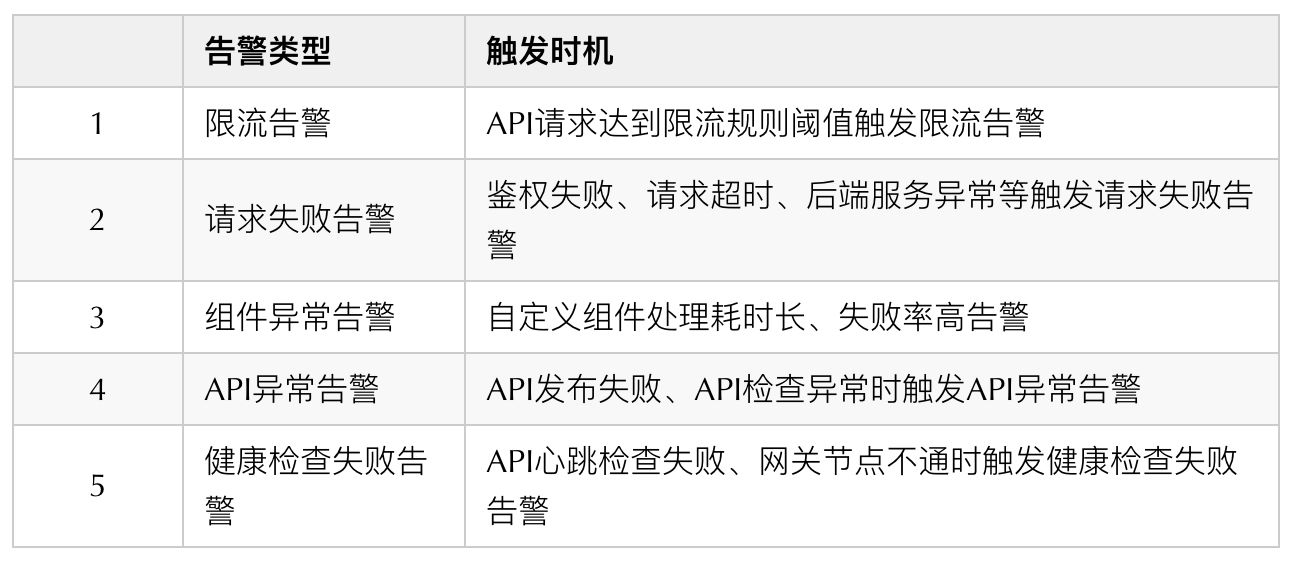 告警类型 触发时机
1 限流告警 API请求达到限流规则阈值触发限流告警
2 请求失败告警 鉴权失败、请求超时、后端服务异常等触发请求失败告
警
3 组件异常告警 自定义组件处理耗时长、失败率高告警
4 API异常告警 API发布失败、API检查异常时触发API异常告警
5 健康检查失败告 API心跳检查失败、网关节点不通时触发健康检查失败
警 告警